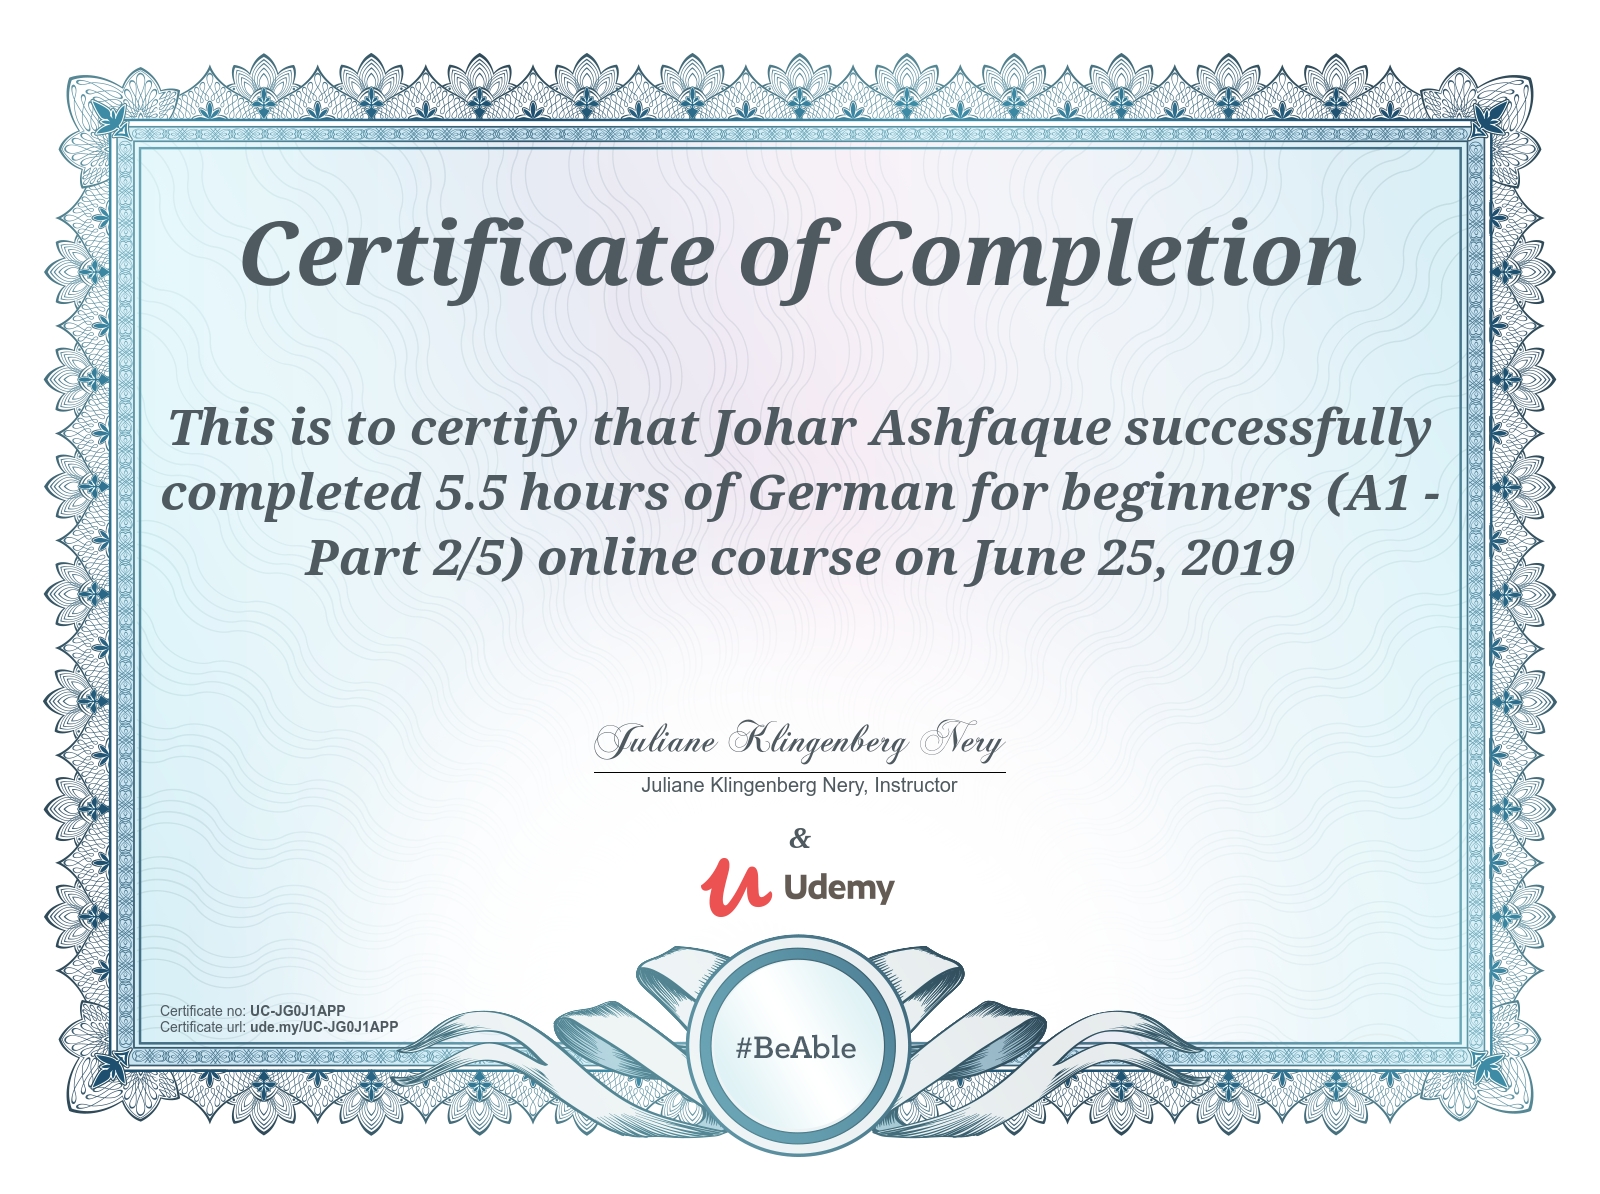 Certificate of Completion
This is to certify that Johar Ashfaque successfully
completed 5.5 hours of German for beginners (A1 -
Part 2/5) online course on June 25, 2019
Juliane Klingenberg Nery
Juliane Klingenberg Nery, Instructor
&
Udemy
Certificate no: UC-JG0J1APP
Certificate url: ude.my/UC-JG0J1APP
#BeAble